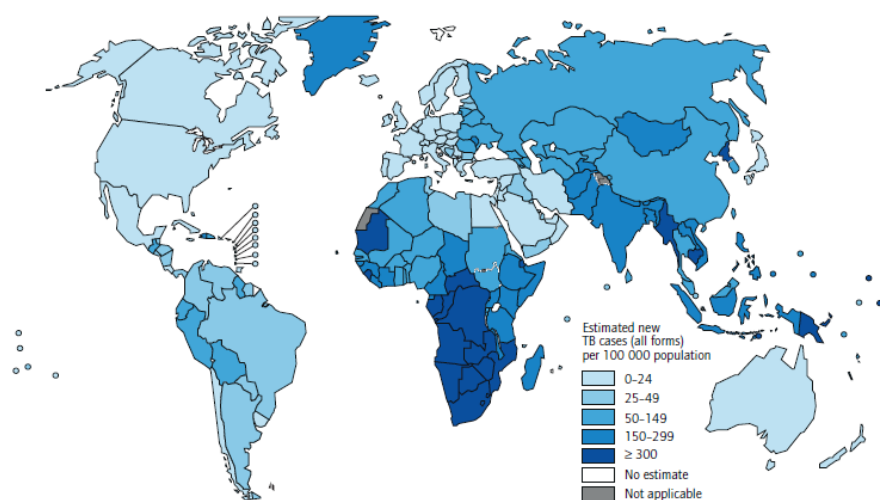 Estimated new
TB cases (all forms)
per 100 000 population
0–24
25–49
50–149
150–299
≥ 300
No estimate
Not applicable